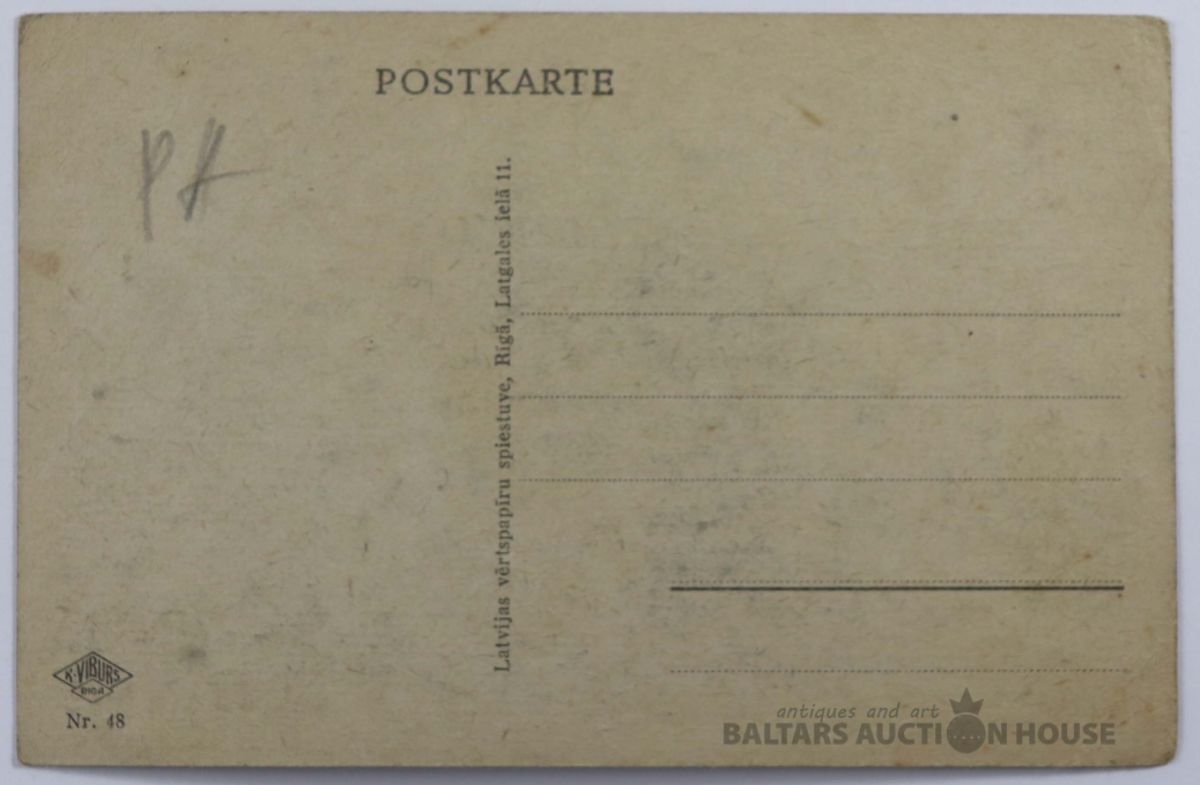 POSTKARTE
Latvijas vērtspapīru spiestuve, Rīgā, Latgales ielā 11.
K·VIBURS
RIGA
Nr. 48
antiques and art
BALTARS AUCTION HOUSE